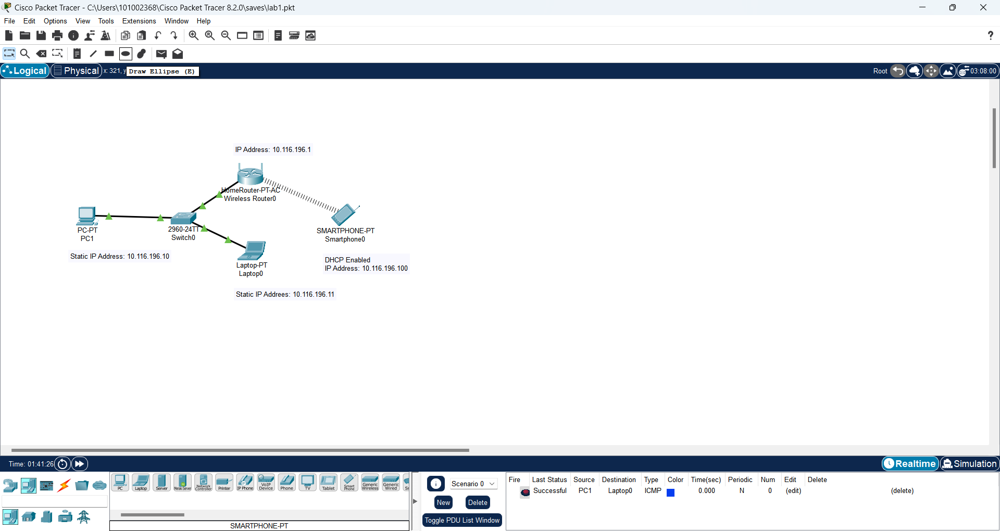 Cisco Packet Tracer - C:\Users\101002368\Cisco Packet Tracer 8.2.0\saves\lab1.pkt
File Edit Options View Tools Extensions Window Help
?
Logical Physical x: 321, y Draw Ellipse (E) Root 03:08:00
IP Address: 10.116.196.1
HomeRouter-PT-AC
Wireless Router0
PC-PT
PC1
2960-24TT
Switch0
SMARTPHONE-PT
Smartphone0
Static IP Address: 10.116.196.10
DHCP Enabled
IP Address: 10.116.196.100
Laptop-PT
Laptop0
Static IP Addrees: 10.116.196.11
Time: 01:41:26 Realtime Simulation
PC Laptop Server Meraki Server Network Controller Printer IP Phone VoIP Device Phone TV Tablet Smart Phone Generic Wireless Generic Wired
SMARTPHONE-PT
Scenario 0
New Delete
Toggle PDU List Window
Fire Last Status Source Destination Type Color Time(sec) Periodic Num Edit Delete
Successful PC1 Laptop0 ICMP 0.000 N 0 (edit) (delete)